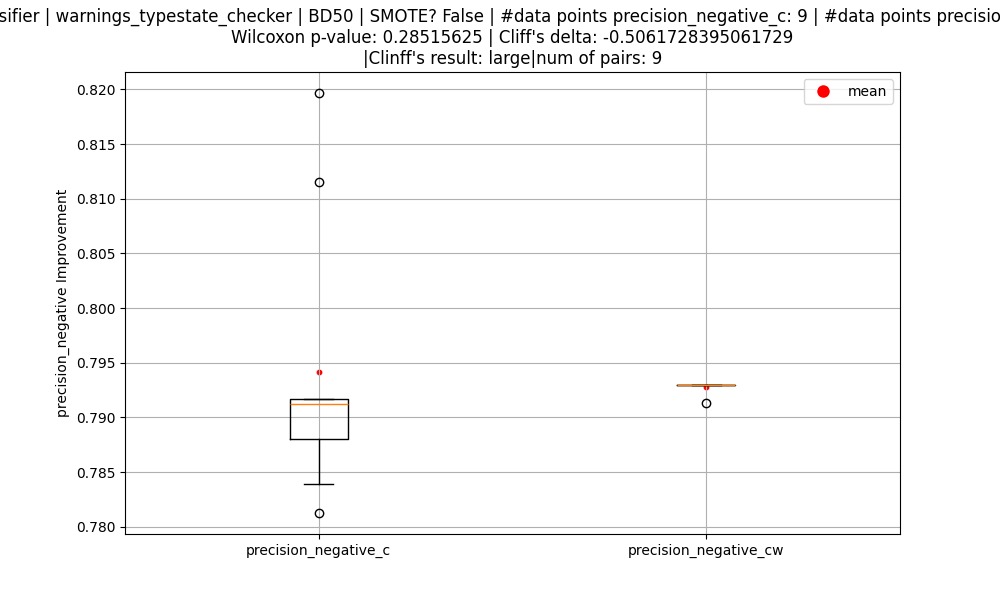 | warnings_typestate_checker | BD50 | SMOTE? False | #data points precision_negative_c: 9 | #data points
Wilcoxon p-value: 0.28515625 | Cliff's delta: -0.5061728395061729
|Clinff's result: large|num of pairs: 9
mean
0.820
0.815
0.810
0.805
0.800
0.795
0.790
0.785
0.780
precision_negative Improvement
precision_negative_c
precision_negative_cw